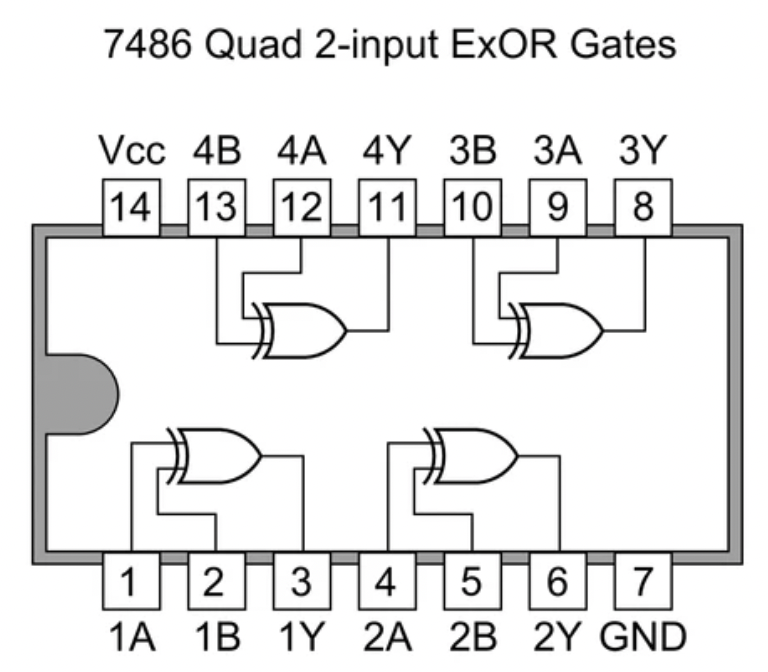 7486 Quad 2-input ExOR Gates
Vcc 4B 4A 4Y 3B 3A 3Y
14 13 12 11 10 9 8
1 2 3 4 5 6 7
1A 1B 1Y 2A 2B 2Y GND